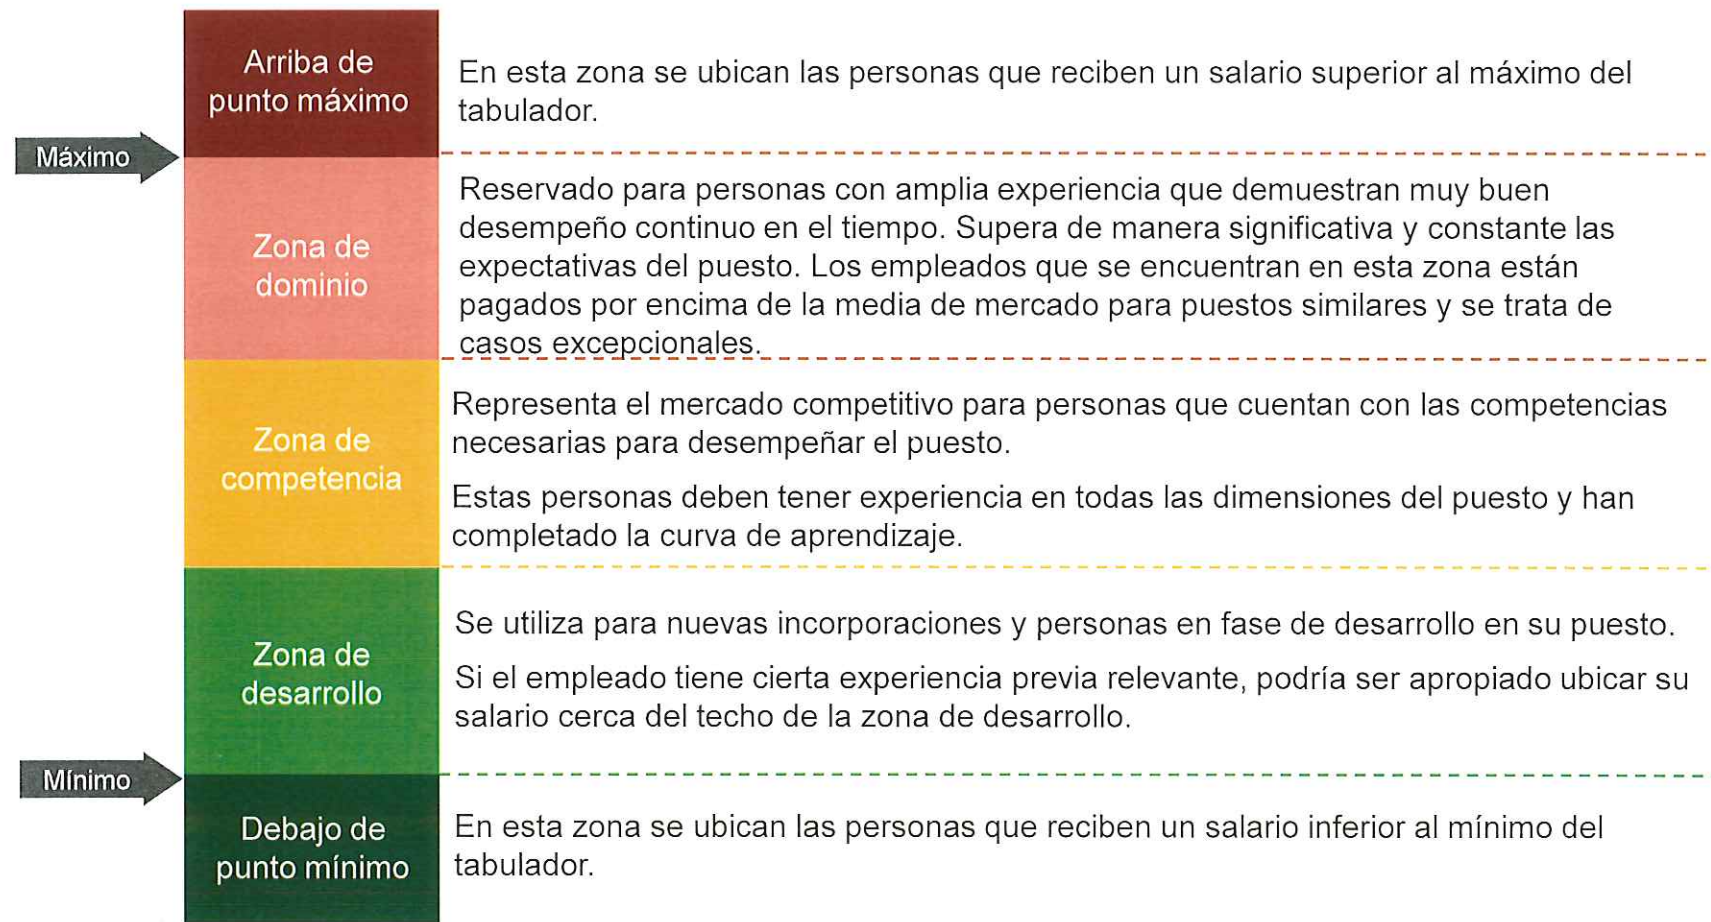 Arriba de
punto máximo
En esta zona se ubican las personas que reciben un salario superior al máximo del
tabulador.
Máximo
Zona de
dominio
Reservado para personas con amplia experiencia que demuestran muy buen
desempeño continuo en el tiempo. Supera de manera significativa y constante las
expectativas del puesto. Los empleados que se encuentran en esta zona están
pagados por encima de la media de mercado para puestos similares y se trata de
casos excepcionales.
Zona de
competencia
Representa el mercado competitivo para personas que cuentan con las competencias
necesarias para desempeñar el puesto.
Estas personas deben tener experiencia en todas las dimensiones del puesto y han
completado la curva de aprendizaje.
Zona de
desarrollo
Se utiliza para nuevas incorporaciones y personas en fase de desarrollo en su puesto.
Si el empleado tiene cierta experiencia previa relevante, podría ser apropiado ubicar su
salario cerca del techo de la zona de desarrollo.
Mínimo
Debajo de
punto mínimo
En esta zona se ubican las personas que reciben un salario inferior al mínimo del
tabulador.